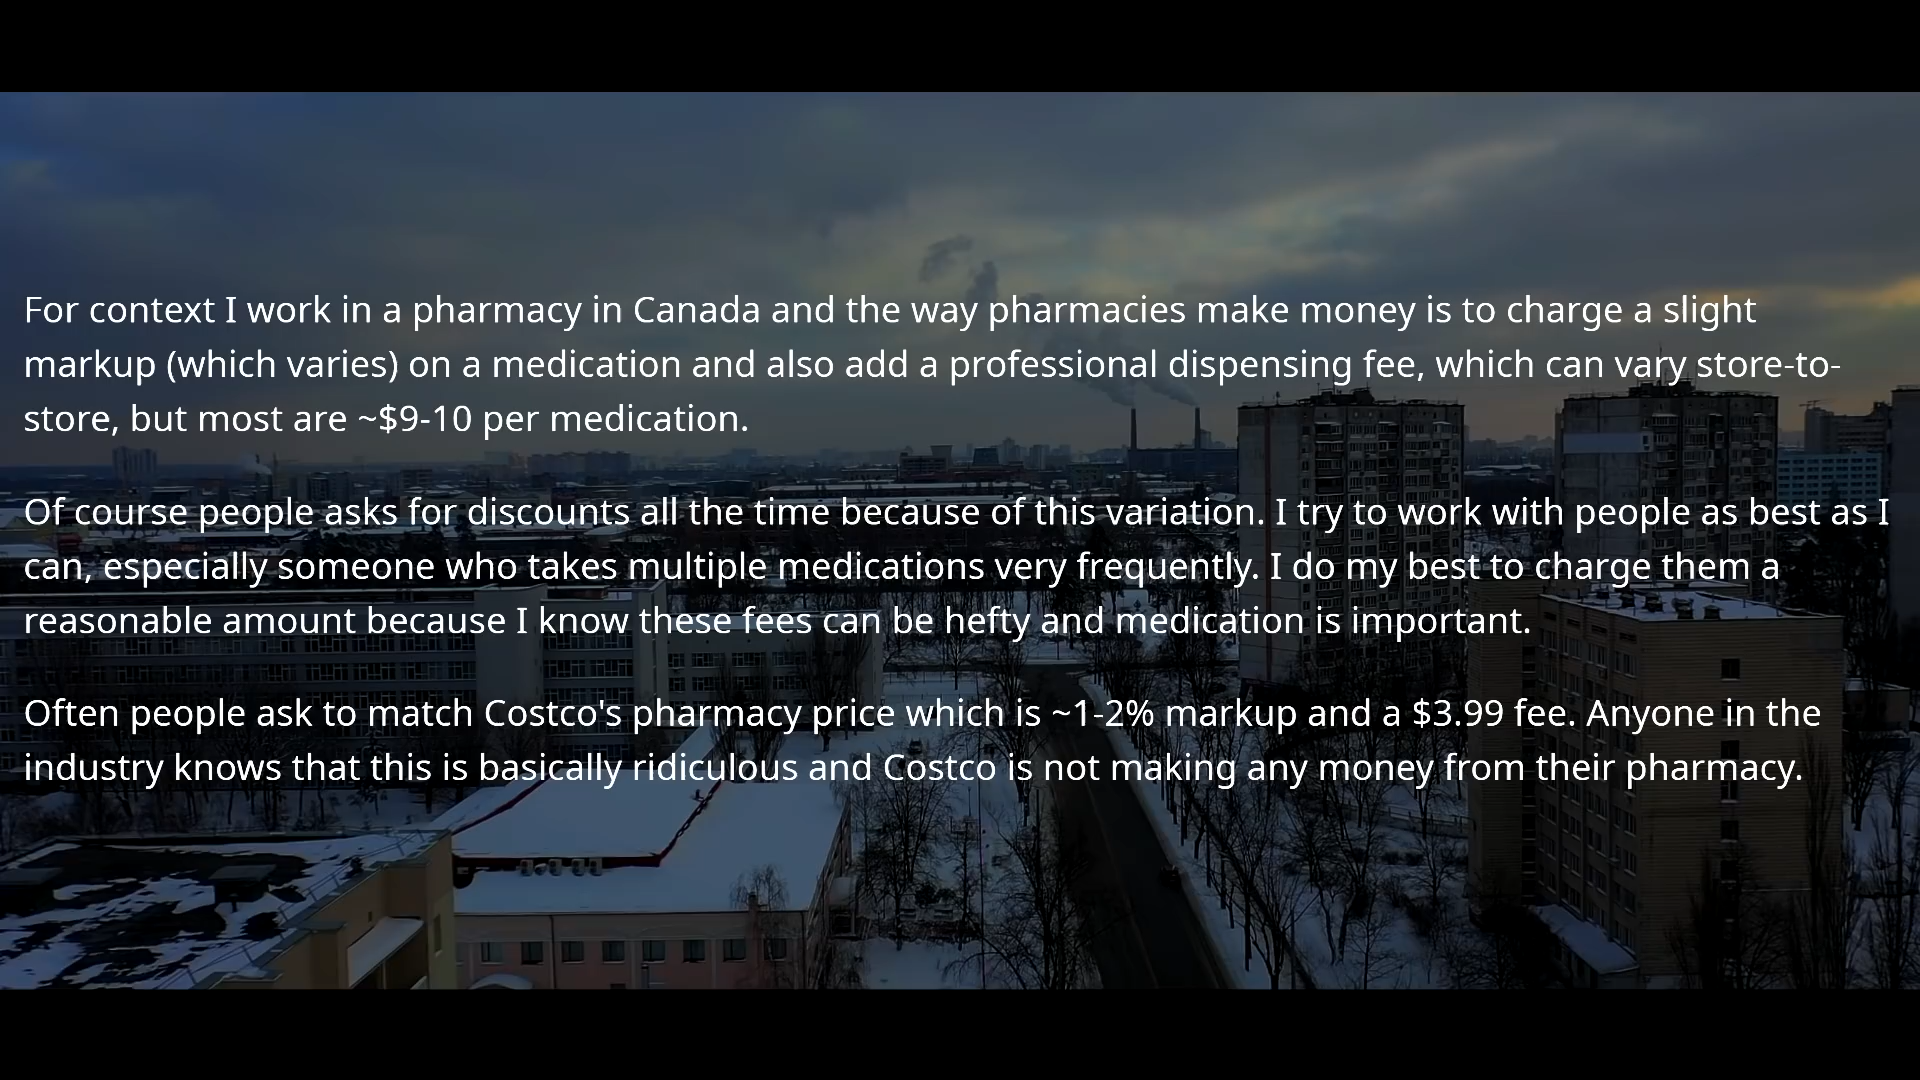 For context I work in a pharmacy in Canada and the way pharmacies make money is to charge a slight
markup (which varies) on a medication and also add a professional dispensing fee, which can vary store-to-
store, but most are ~$9-10 per medication.
Of course people asks for discounts all the time because of this variation. I try to work with people as best as I
can, especially someone who takes multiple medications very frequently. I do my best to charge them a
reasonable amount because I know these fees can be hefty and medication is important.
Often people ask to match Costco's pharmacy price which is ~1-2% markup and a $3.99 fee. Anyone in the
industry knows that this is basically ridiculous and Costco is not making any money from their pharmacy.